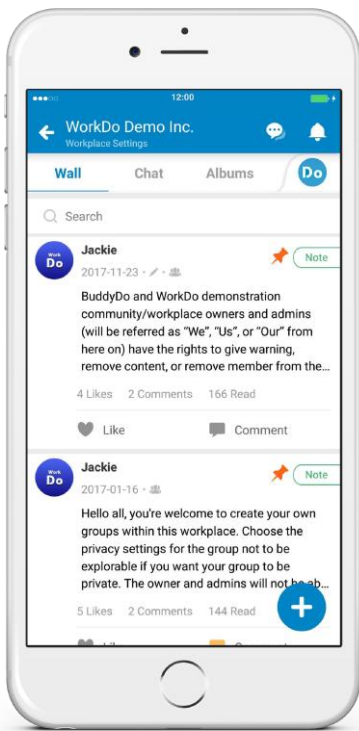 12:00
WorkDo Demo Inc.
Workplace Settings
Wall Chat Albums Do
Search
Work Do
Jackie
Note
2017-11-23
BuddyDo and WorkDo demonstration
community/workplace owners and admins
(will be referred as “We”, “Us”, or “Our” from
here on) have the rights to give warning,
remove content, or remove member from the...
4 Likes 2 Comments 166 Read
Like Comment
Work Do
Jackie
Note
2017-01-16
Hello all, you're welcome to create your own
groups within this workplace. Choose the
privacy settings for the group not to be
explorable if you want your group to be
private. The owner and admins will not be ab...
5 Likes 2 Comments 144 Read